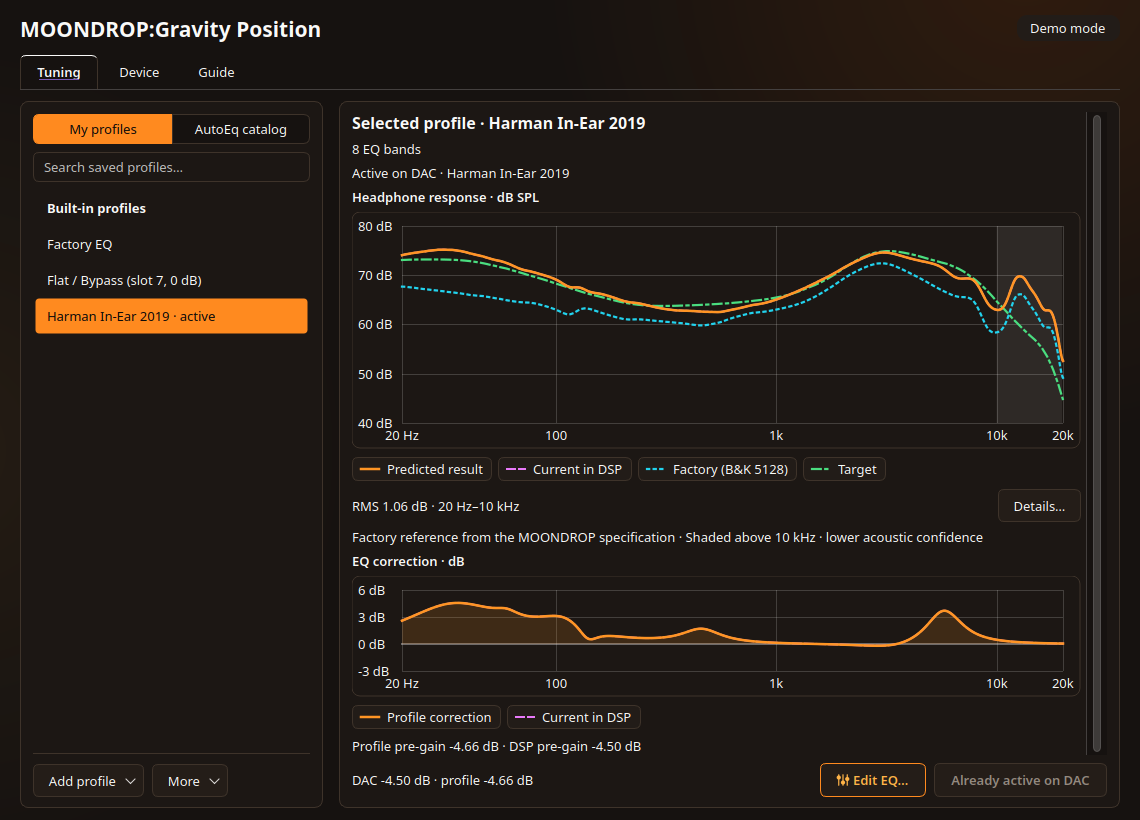 MOONDROP:Gravity Position
Demo mode
Tuning Device Guide
My profiles AutoEq catalog
Search saved profiles...
Built-in profiles
Factory EQ
Flat / Bypass (slot 7, 0 dB)
Harman In-Ear 2019 · active
Add profile More
Selected profile · Harman In-Ear 2019
8 EQ bands
Active on DAC · Harman In-Ear 2019
Headphone response · dB SPL
80 dB
70 dB
60 dB
50 dB
40 dB
20 Hz 100 1k 10k 20k
Predicted result Current in DSP Factory (B&K 5128) Target
RMS 1.06 dB · 20 Hz–10 kHz
Details...
Factory reference from the MOONDROP specification · Shaded above 10 kHz · lower acoustic confidence
EQ correction · dB
6 dB
3 dB
0 dB
-3 dB
20 Hz 100 1k 10k 20k
Profile correction Current in DSP
Profile pre-gain -4.66 dB · DSP pre-gain -4.50 dB
DAC -4.50 dB · profile -4.66 dB
Edit EQ... Already active on DAC